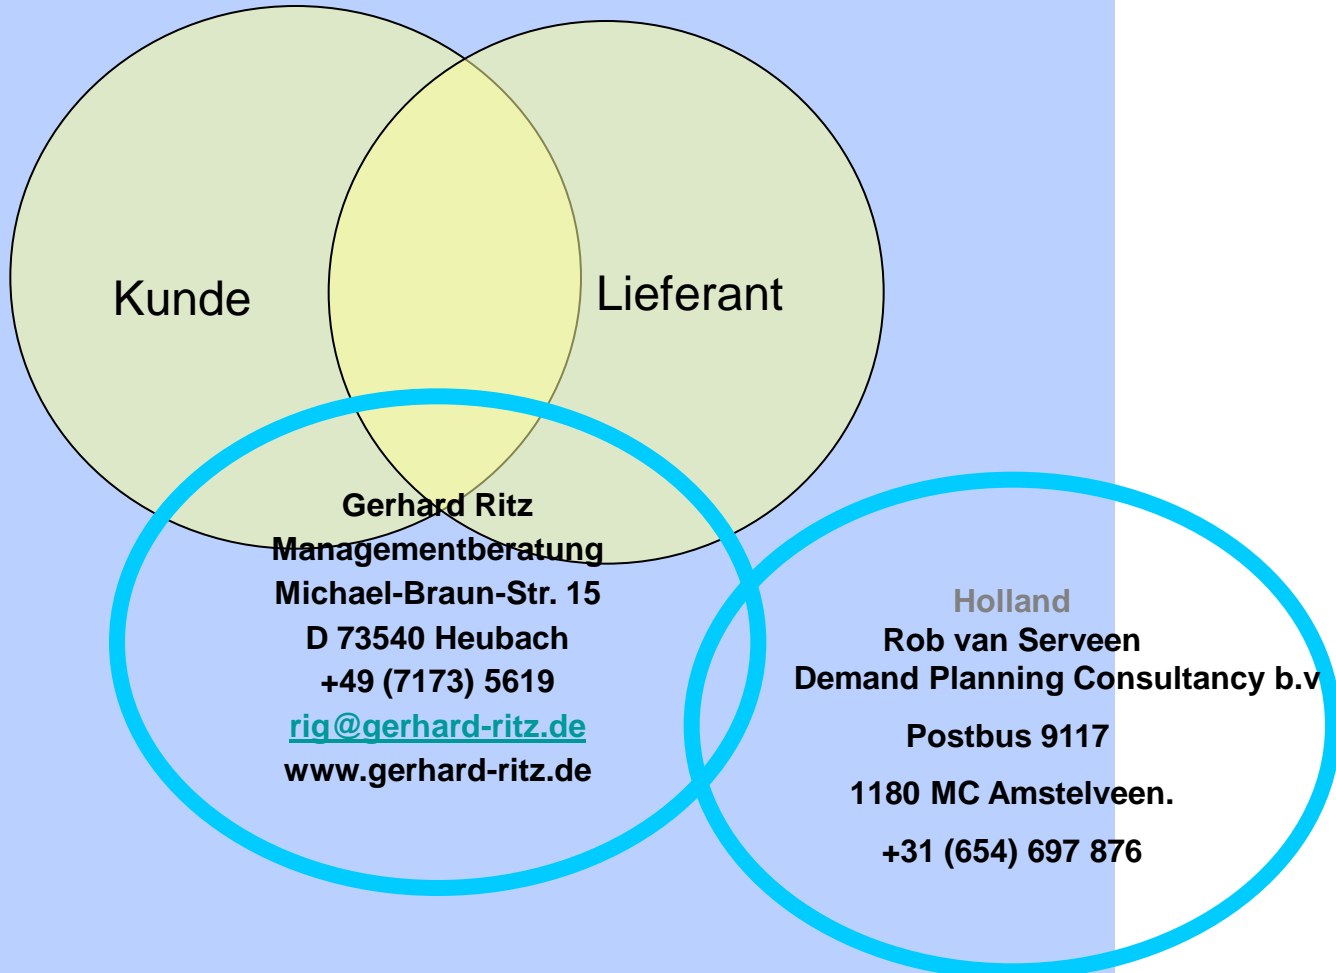 Kunde
Lieferant
Gerhard Ritz
Managementberatung
Michael-Braun-Str. 15
D 73540 Heubach
+49 (7173) 5619
rig@gerhard-ritz.de
www.gerhard-ritz.de
Holland
Rob van Serveen
Demand Planning Consultancy b.v
Postbus 9117
1180 MC Amstelveen.
+31 (654) 697 876